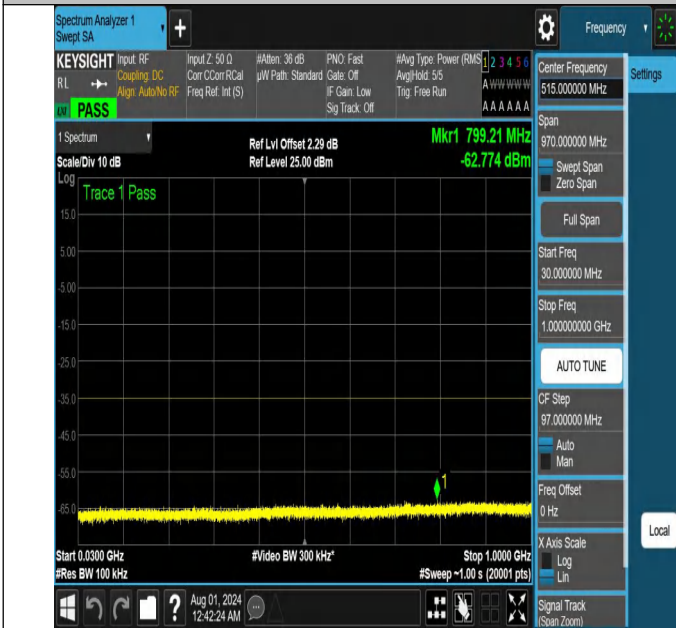 Spectrum Analyzer 1
Swept SA
+
Frequency
KEYSIGHT
RL
PASS
Input: RF
Coupling: DC
Align: Auto/No RF
Input Z: 50 Ω
Corr CCorr RCal
Freq Ref: Int (S)
#Atten: 36 dB
µW Path: Standard
PNO: Fast
Gate: Off
IF Gain: Low
Sig Track: Off
#Avg Type: Power (RMS
Avg|Hold: 5/5
Trig: Free Run
1 2 3 4 5 6
A W W W W W
A A A A A A
1 Spectrum
Scale/Div 10 dB
Ref Lvl Offset 2.29 dB
Ref Level 25.00 dBm
Mkr1 799.21 MHz
-62.774 dBm
Log
Trace 1 Pass
15.0
5.00
-5.00
-15.0
-25.0
-35.0
-45.0
-55.0
-65.0
1
Start 0.0300 GHz
#Res BW 100 kHz
#Video BW 300 kHz*
Stop 1.0000 GHz
#Sweep ~1.00 s (20001 pts)
Center Frequency
515.000000 MHz
Settings
Span
970.000000 MHz
Swept Span
Zero Span
Full Span
Start Freq
30.000000 MHz
Stop Freq
1.000000000 GHz
AUTO TUNE
CF Step
97.000000 MHz
Auto
Man
Freq Offset
0 Hz
Local
X Axis Scale
Log
Lin
Signal Track
(Span Zoom)
?
Aug 01, 2024
12:42:24 AM